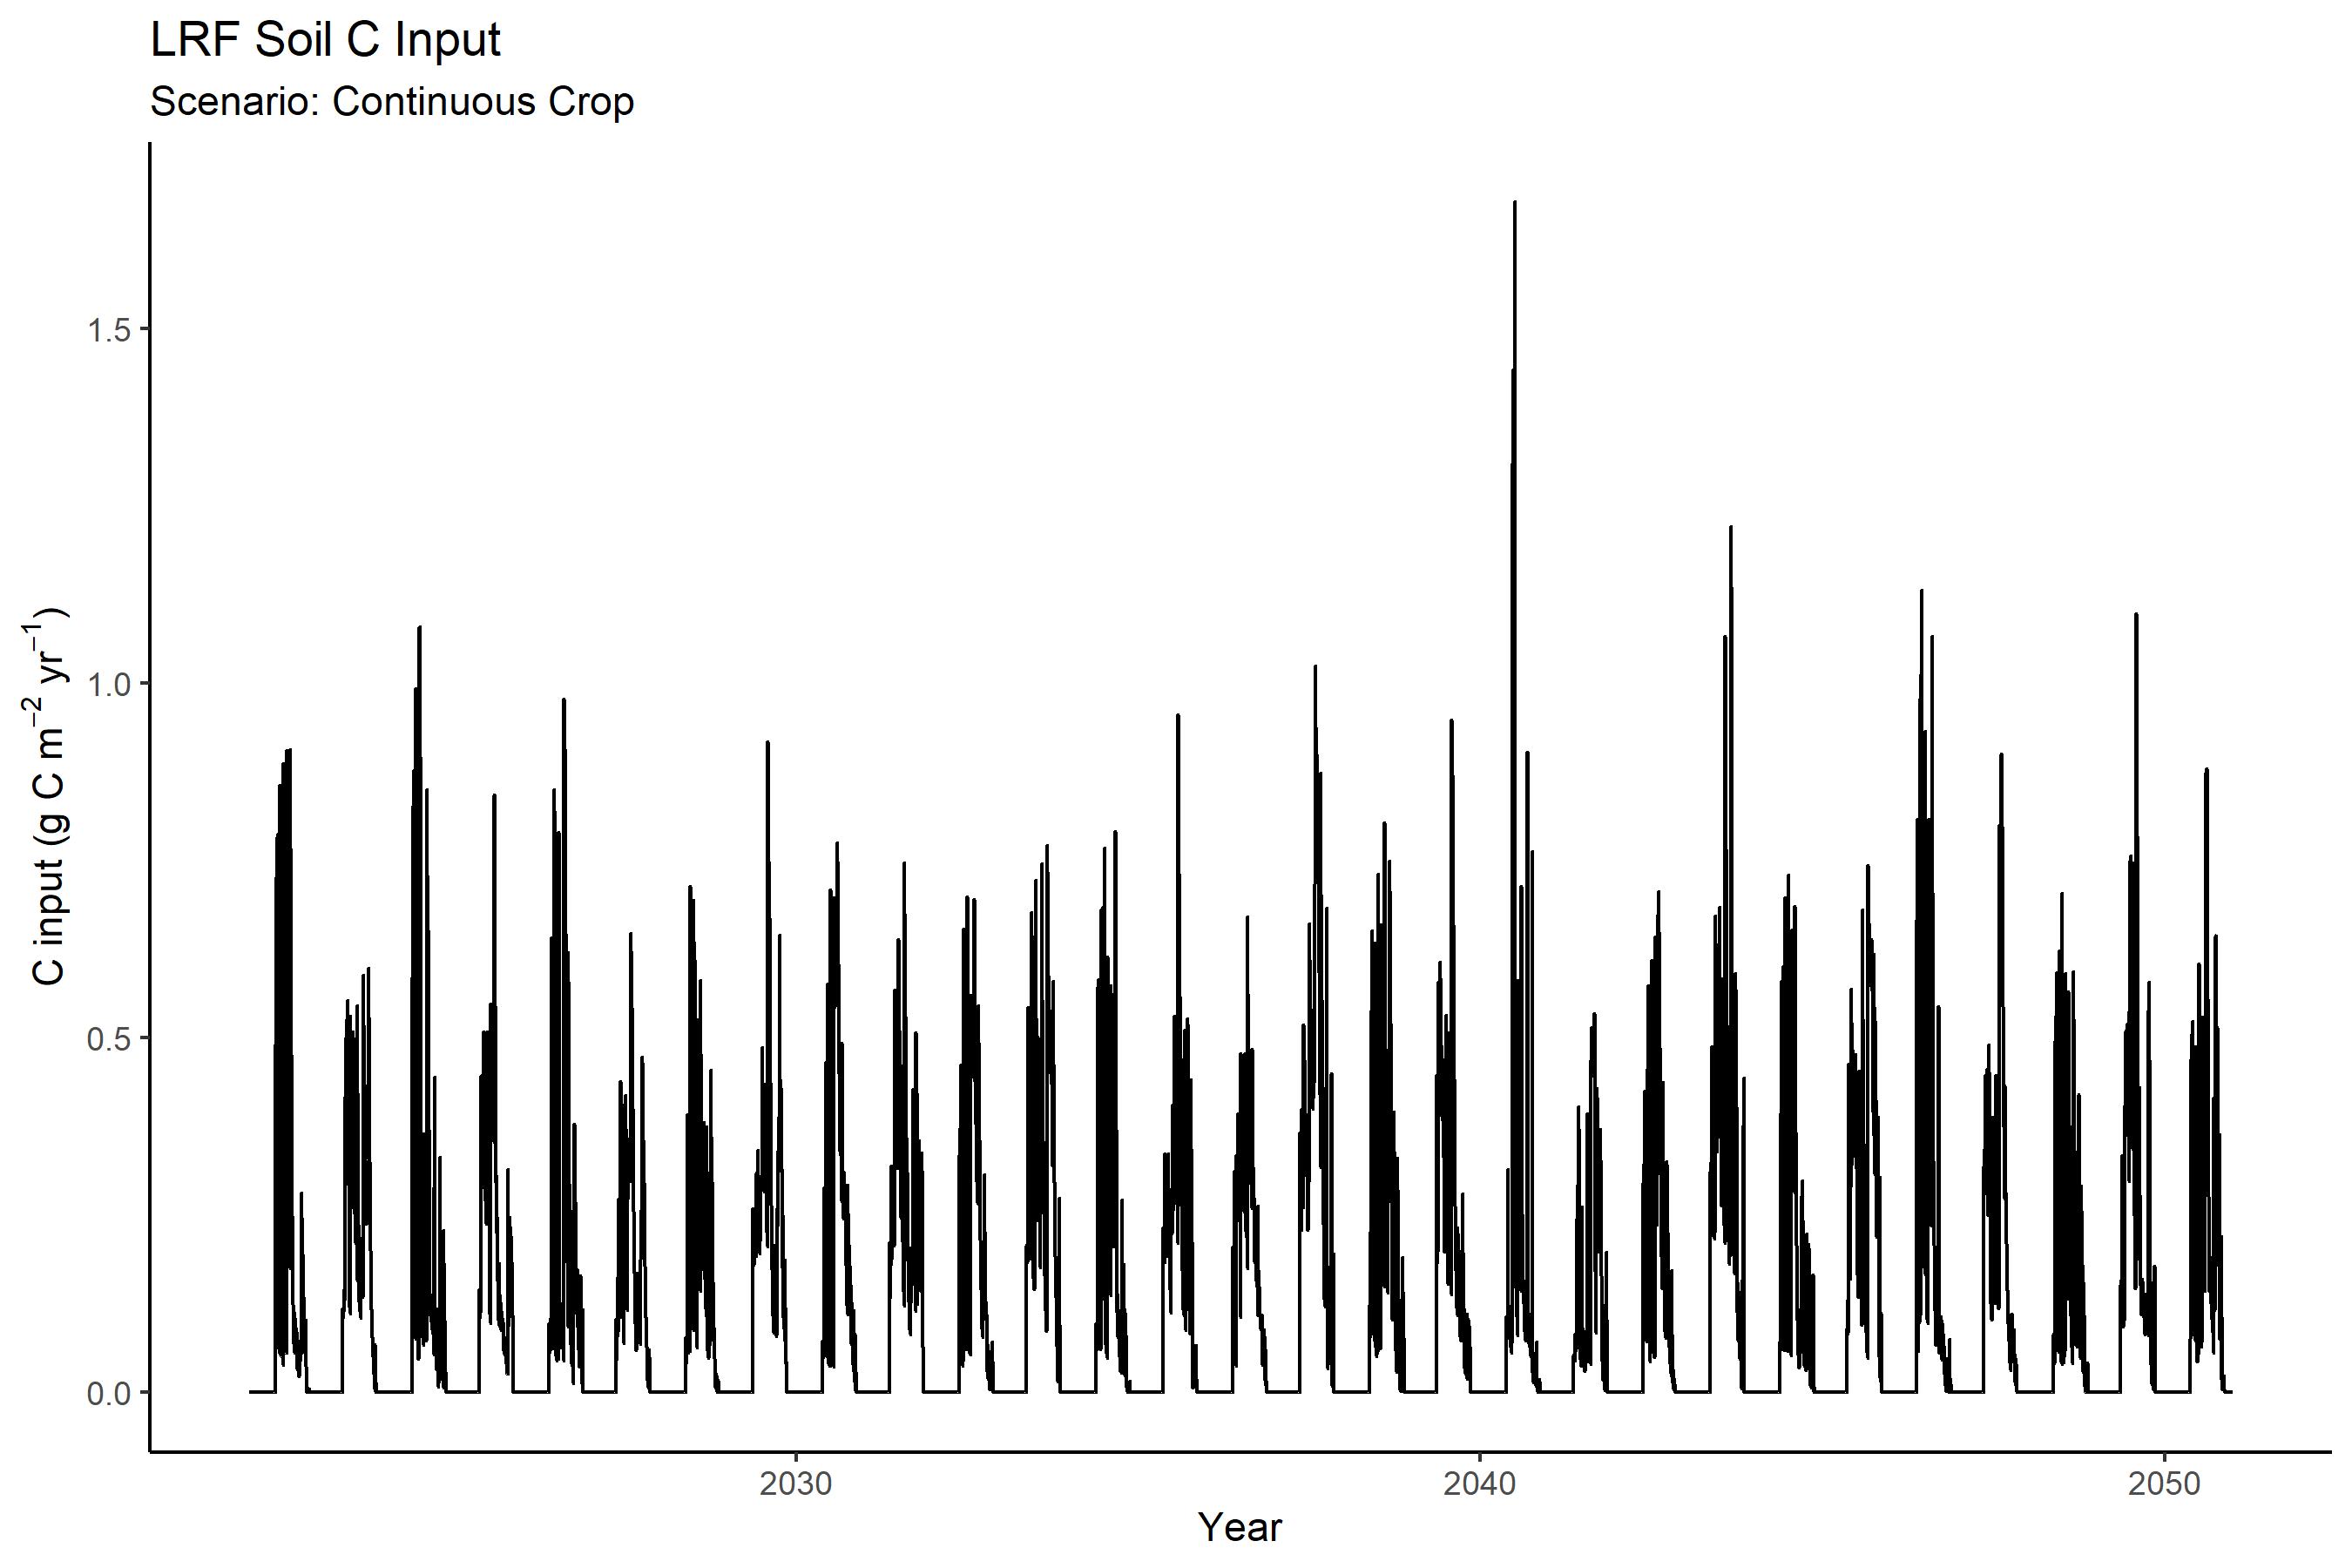 LRF Soil C Input
Scenario: Continuous Crop
C input (g C m⁻² yr⁻¹)
1.5
1.0
0.5
0.0
2030 2040 2050
Year